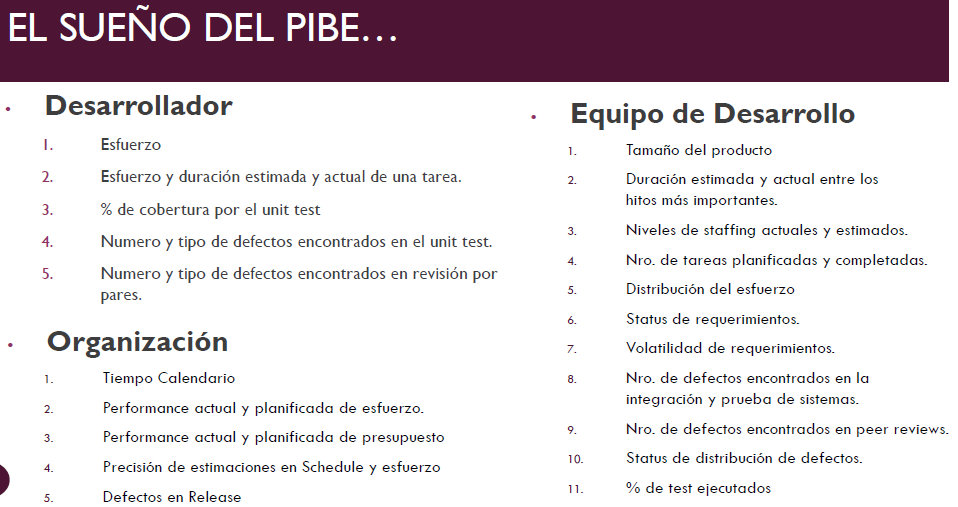 EL SUEÑO DEL PIBE...
• Desarrollador
1. Esfuerzo
2. Esfuerzo y duración estimada y actual de una tarea.
3. % de cobertura por el unit test
4. Numero y tipo de defectos encontrados en el unit test.
5. Numero y tipo de defectos encontrados en revisión por
pares.
• Organización
1. Tiempo Calendario
2. Performance actual y planificada de esfuerzo.
3. Performance actual y planificada de presupuesto
4. Precisión de estimaciones en Schedule y esfuerzo
5. Defectos en Release
• Equipo de Desarrollo
1. Tamaño del producto
2. Duración estimada y actual entre los
hitos más importantes.
3. Niveles de staffing actuales y estimados.
4. Nro. de tareas planificadas y completadas.
5. Distribución del esfuerzo
6. Status de requerimientos.
7. Volatilidad de requerimientos.
8. Nro. de defectos encontrados en la
integración y prueba de sistemas.
9. Nro. de defectos encontrados en peer reviews.
10. Status de distribución de defectos.
11. % de test ejecutados